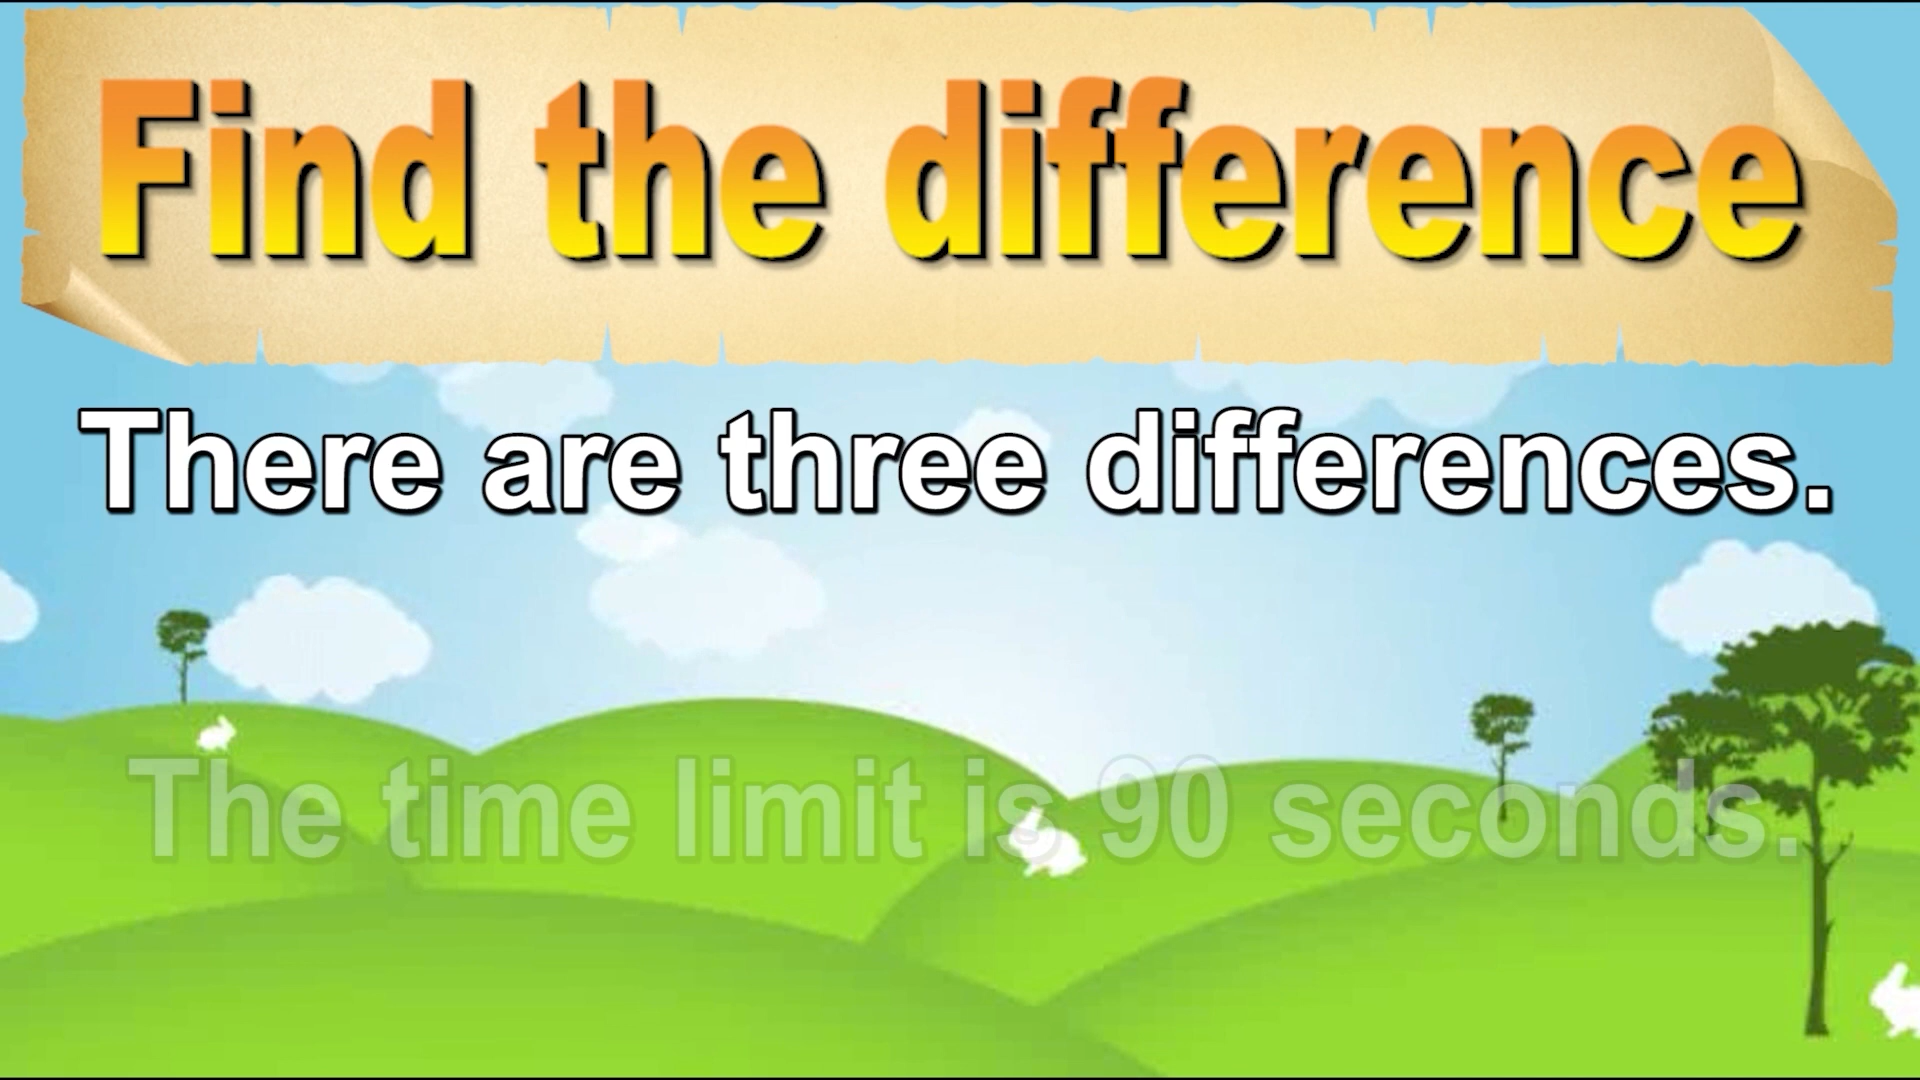 Find the difference
There are three differences.
The time limit is 90 seconds.